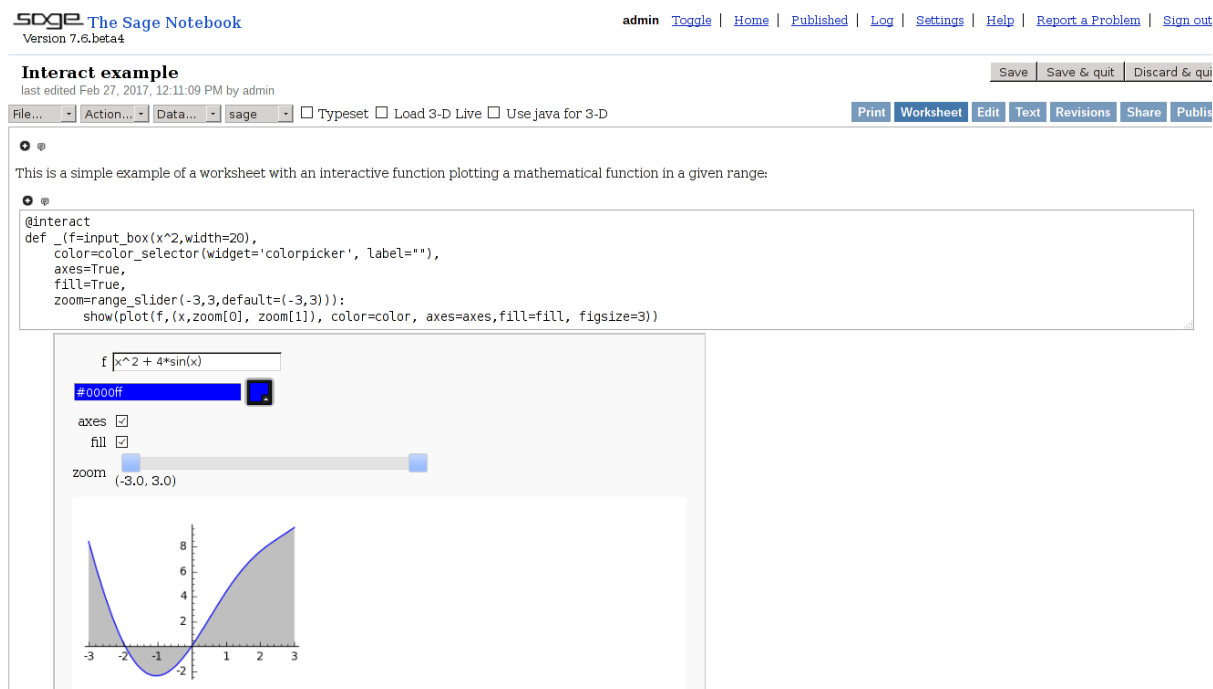 sage The Sage Notebook
Version 7.6.beta4
admin Toggle | Home | Published | Log | Settings | Help | Report a Problem | Sign out
Interact example
last edited Feb 27, 2017, 12:11:09 PM by admin
Save Save & quit Discard & qui
File... Action... Data... sage Typeset Load 3-D Live Use java for 3-D
Print Worksheet Edit Text Revisions Share Publis
This is a simple example of a worksheet with an interactive function plotting a mathematical function in a given range:
@interact
def _(f=input_box(x^2,width=20),
color=color_selector(widget='colorpicker', label=""),
axes=True,
fill=True,
zoom=range_slider(-3,3,default=(-3,3))):
show(plot(f,(x,zoom[0], zoom[1]), color=color, axes=axes,fill=fill, figsize=3))
f x^2 + 4*sin(x)
#0000ff
axes
fill
zoom
(-3.0, 3.0)
8
6
4
2
-3 -2 -1 1 2 3
-2